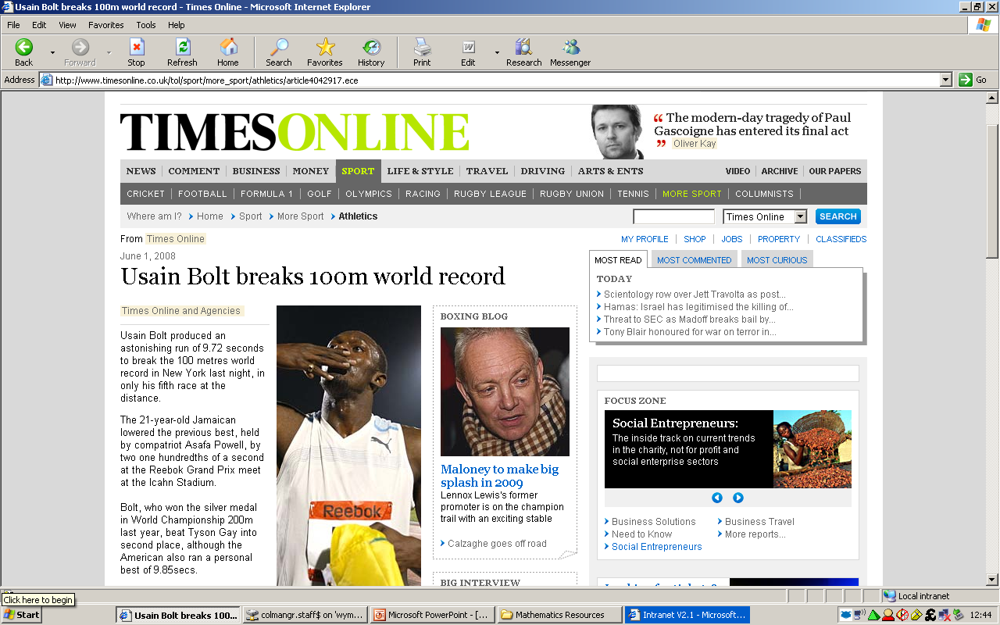 Usain Bolt breaks 100m world record - Times Online - Microsoft Internet Explorer
File Edit View Favorites Tools Help
Back Forward Stop Refresh Home Search Favorites History Print Edit Research Messenger
Address http://www.timesonline.co.uk/tol/sport/more_sport/athletics/article4042917.ece Go
TIMESONLINE
“ The modern-day tragedy of Paul
Gascoigne has entered its final act
” Oliver Kay
NEWS COMMENT BUSINESS MONEY SPORT LIFE & STYLE TRAVEL DRIVING ARTS & ENTS VIDEO ARCHIVE OUR PAPERS
CRICKET FOOTBALL FORMULA 1 GOLF OLYMPICS RACING RUGBY LEAGUE RUGBY UNION TENNIS MORE SPORT COLUMNISTS
Where am I? Home Sport More Sport Athletics Times Online SEARCH
From Times Online
MY PROFILE SHOP JOBS PROPERTY CLASSIFIEDS
June 1, 2008
Usain Bolt breaks 100m world record
Times Online and Agencies
Usain Bolt produced an
astonishing run of 9.72 seconds
to break the 100 metres world
record in New York last night, in
only his fifth race at the
distance.
The 21-year-old Jamaican
lowered the previous best, held
by compatriot Asafa Powell, by
two one hundredths of a second
at the Reebok Grand Prix meet
at the Icahn Stadium.
Bolt, who won the silver medal
in World Championship 200m
last year, beat Tyson Gay into
second place, although the
American also ran a personal
best of 9.85secs.
Reebok
BOXING BLOG
Maloney to make big
splash in 2009
Lennox Lewis's former
promoter is on the champion
trail with an exciting stable
Calzaghe goes off road
BIG INTERVIEW
MOST READ MOST COMMENTED MOST CURIOUS
TODAY
Scientology row over Jett Travolta as post...
Hamas: Israel has legitimised the killing of...
Threat to SEC as Madoff breaks bail by...
Tony Blair honoured for war on terror in...
FOCUS ZONE
Social Entrepreneurs:
The inside track on current trends
in the charity, not for profit and
social enterprise sectors
Business Solutions Business Travel
Need to Know More reports...
Social Entrepreneurs
Local intranet
Click here to begin
Start Usain Bolt breaks 100... colmangr.staff$ on 'wym... Microsoft PowerPoint - [... Mathematics Resources Intranet V2.1 - Microsof... 12:44